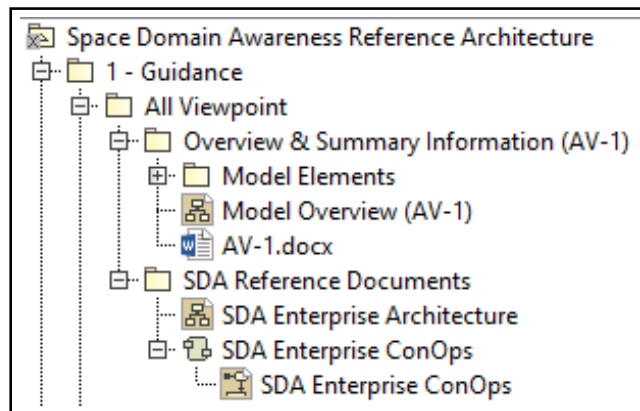 Space Domain Awareness Reference Architecture
1 - Guidance
All Viewpoint
Overview & Summary Information (AV-1)
Model Elements
Model Overview (AV-1)
AV-1.docx
SDA Reference Documents
SDA Enterprise Architecture
SDA Enterprise ConOps
SDA Enterprise ConOps